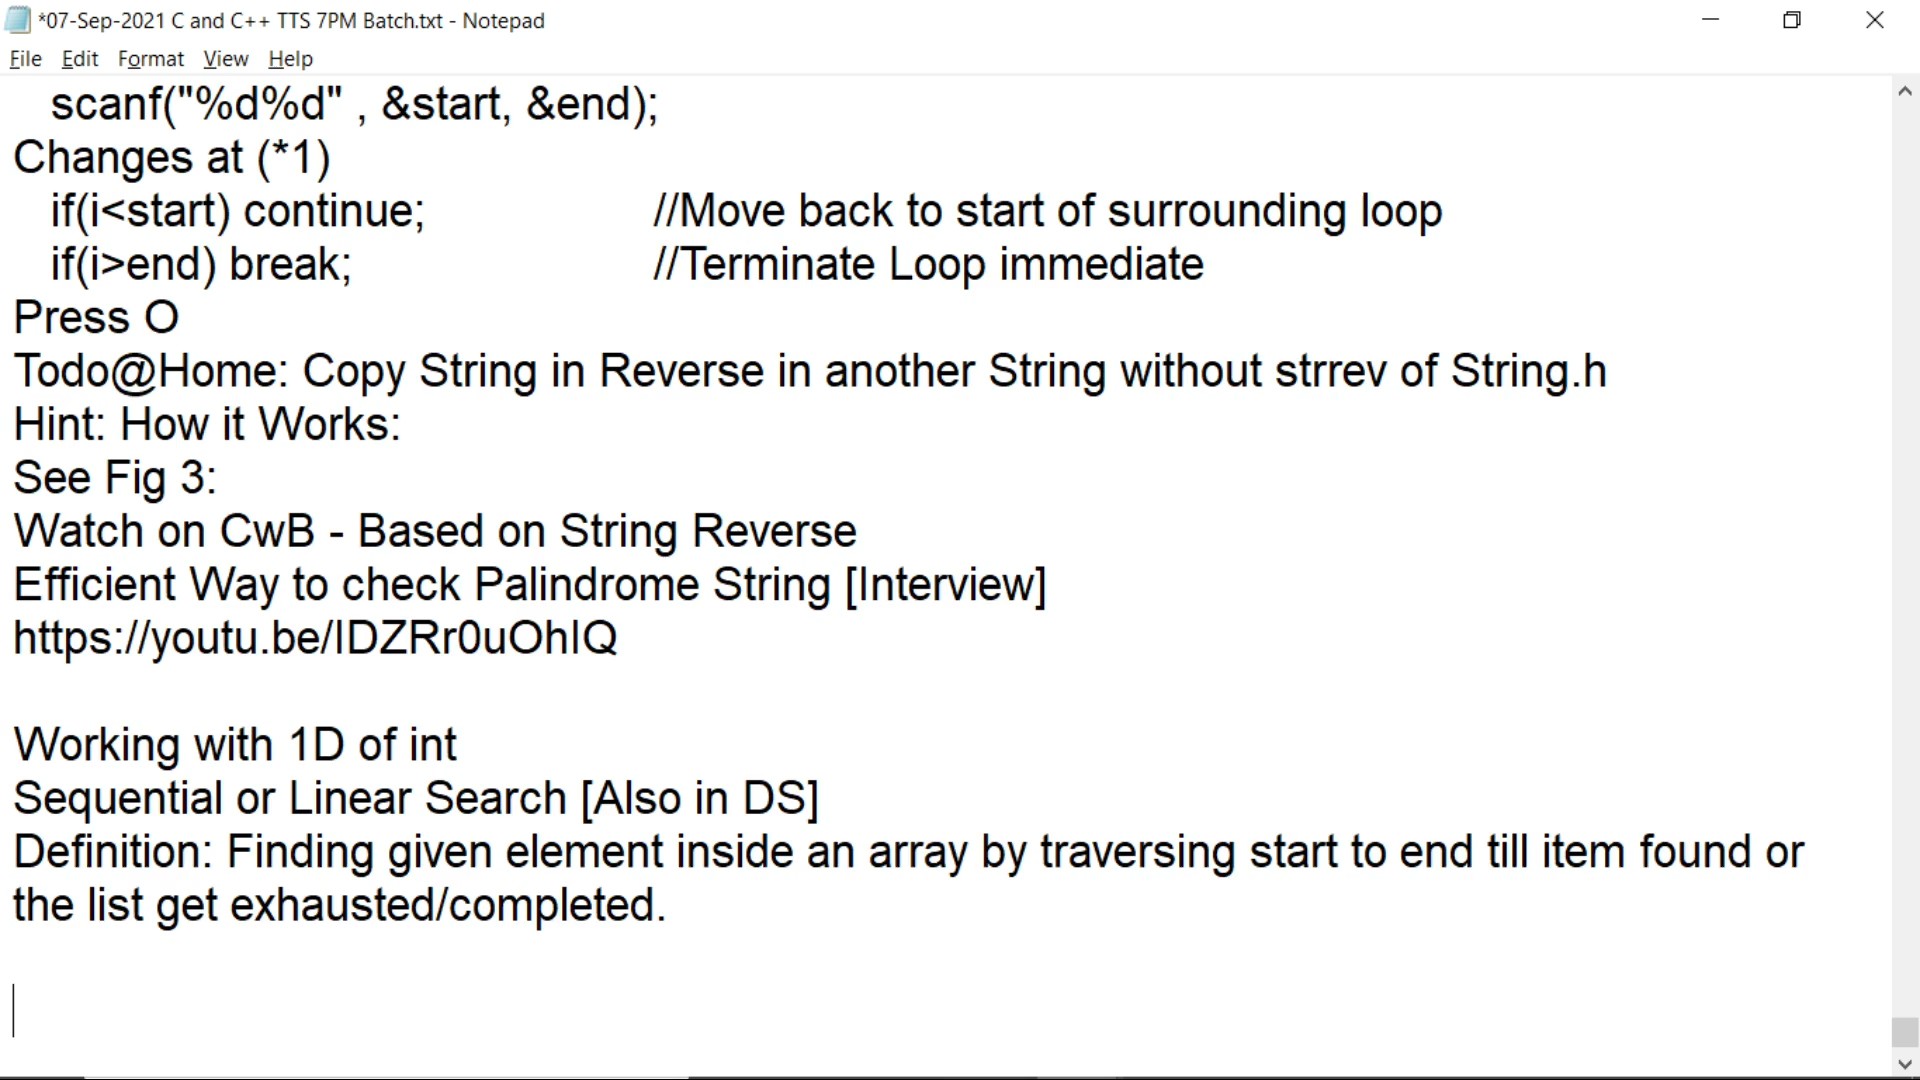 *07-Sep-2021 C and C++ TTS 7PM Batch.txt - Notepad
File Edit Format View Help
scanf("%d%d" , &start, &end);
Changes at (*1)
if(i<start) continue; //Move back to start of surrounding loop
if(i>end) break; //Terminate Loop immediate
Press O
Todo@Home: Copy String in Reverse in another String without strrev of String.h
Hint: How it Works:
See Fig 3:
Watch on CwB - Based on String Reverse
Efficient Way to check Palindrome String [Interview]
https://youtu.be/IDZRr0uOhIQ
Working with 1D of int
Sequential or Linear Search [Also in DS]
Definition: Finding given element inside an array by traversing start to end till item found or
the list get exhausted/completed.